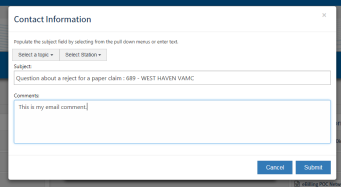 Contact Information
×
Populate the subject field by selecting from the pull down menus or enter text.
Select a topic
Select Station
Subject:
Question about a reject for a paper claim : 689 - WEST HAVEN VAMC
Comments:
This is my email comment.
Cancel
Submit